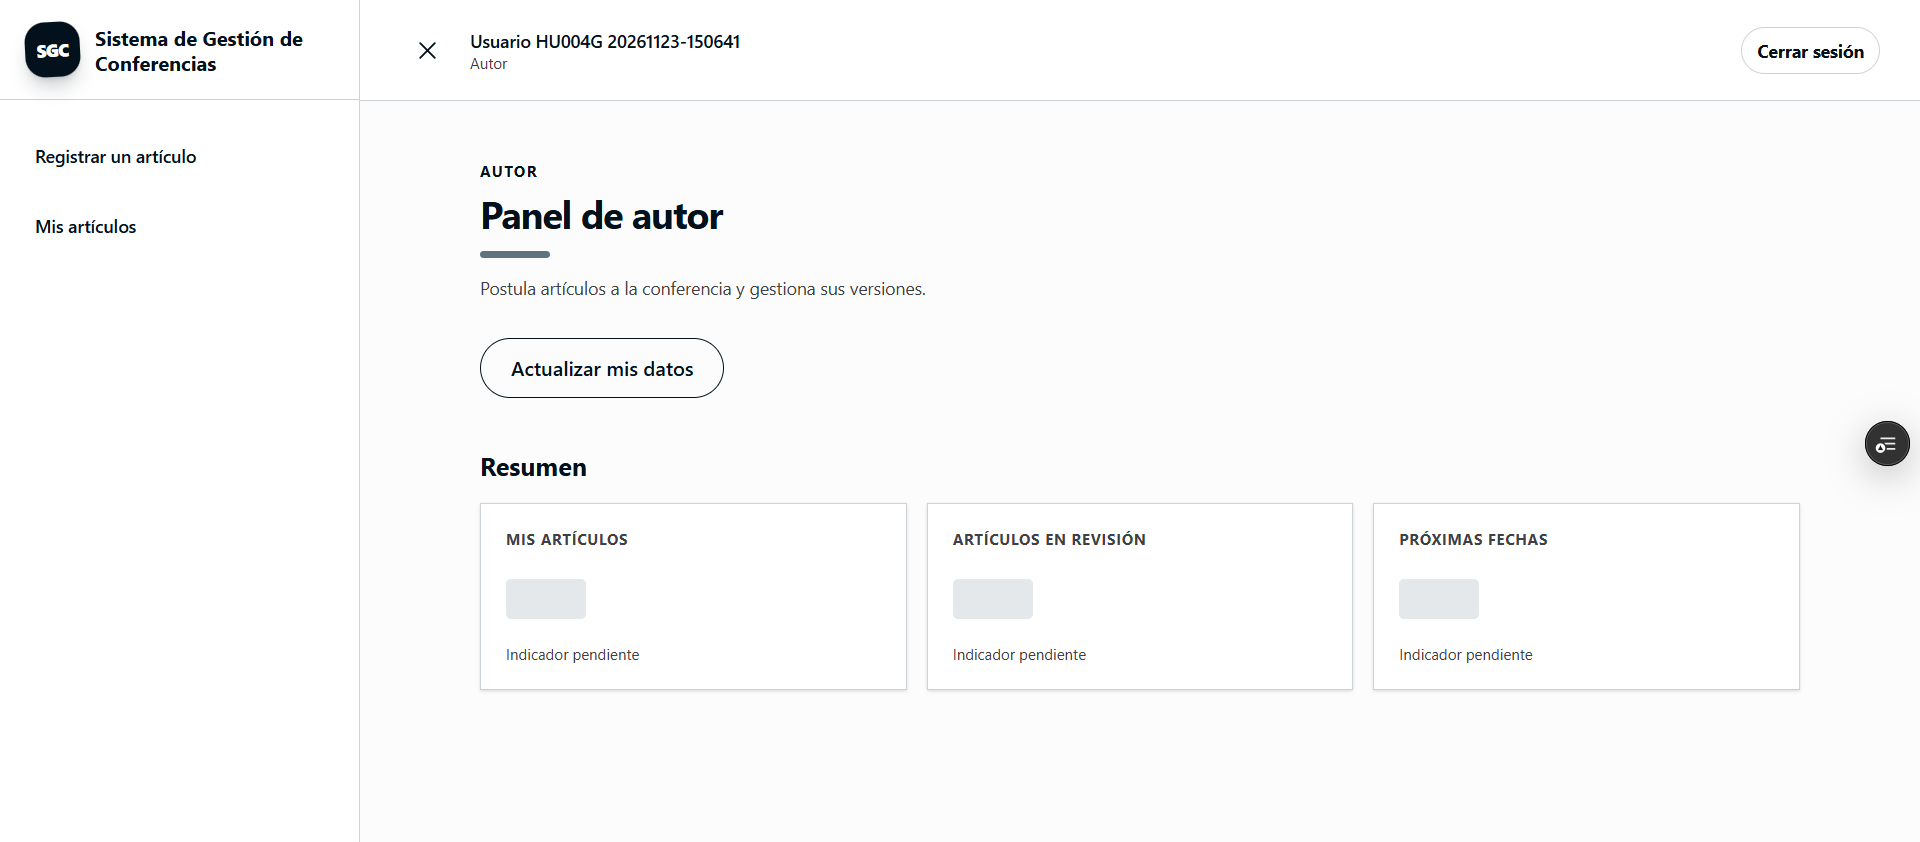 SGC
Sistema de Gestión de
Conferencias
Usuario HU004G 20261123-150641
Autor
Cerrar sesión
Registrar un artículo
Mis artículos
AUTOR
Panel de autor
Postula artículos a la conferencia y gestiona sus versiones.
Actualizar mis datos
Resumen
MIS ARTÍCULOS
Indicador pendiente
ARTÍCULOS EN REVISIÓN
Indicador pendiente
PRÓXIMAS FECHAS
Indicador pendiente